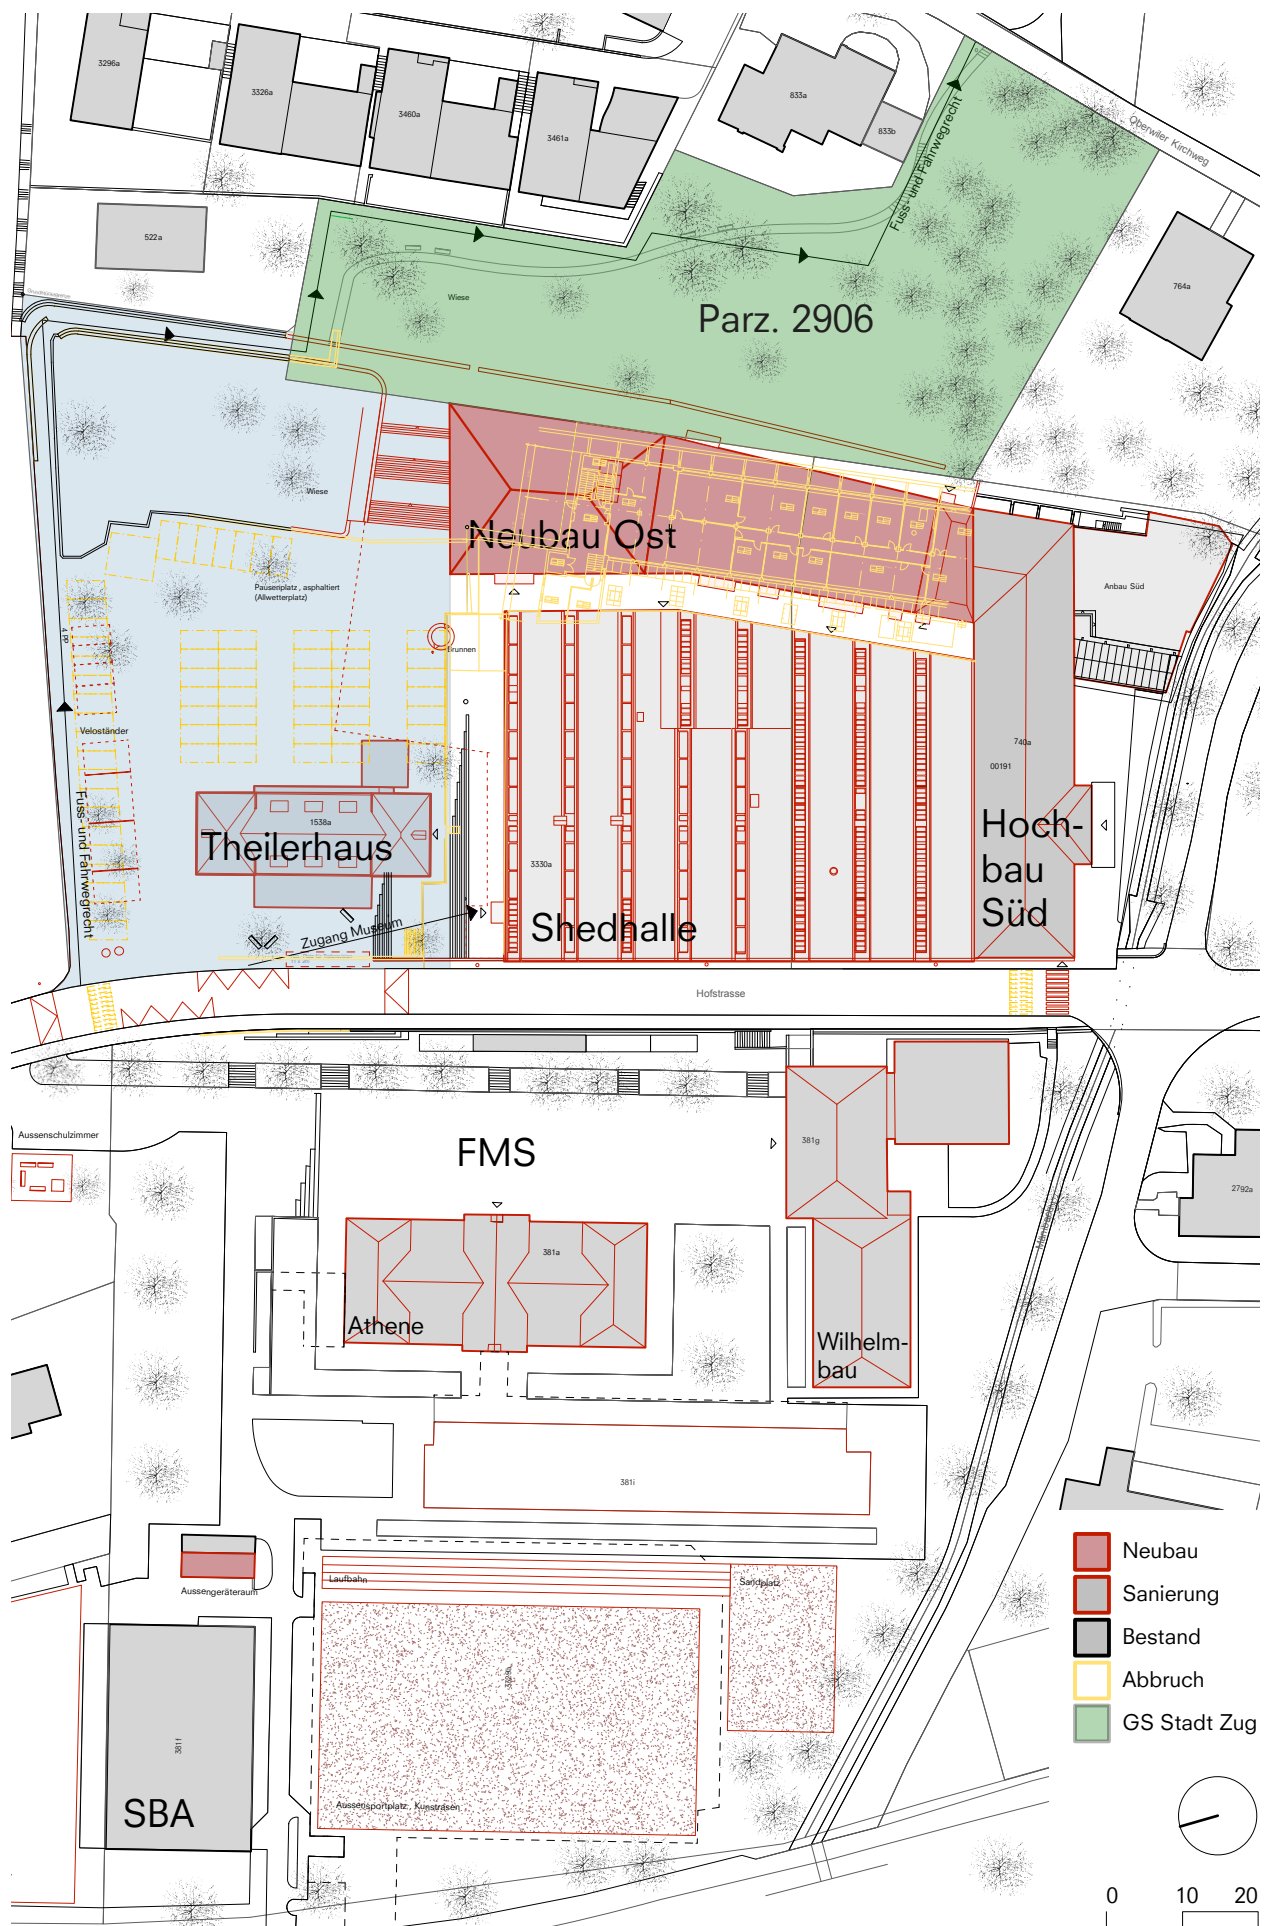 3296a
3326a
3460a
3461a
833a
833b
Oberwiler Kirchweg
Fuss- und Fahrwegrecht
522a
764a
Wiese
Parz. 2906
Wiese
Neubau Ost
Pausenplatz, asphaltiert
(Allwetterplatz)
Anbau Süd
4 PP
Brunnen
Veloständer
740a
00191
Fuss- und Fahrwegrecht
1538a
Theilerhaus
3330a
Hoch-
bau
Süd
Shedhalle
Zugang Museum
Hofstrasse
Aussenschulzimmer
FMS
381g
2792a
381a
Athene
Wilhelm-
bau
381i
Aussengeräteraum
Laufbahn
Sandplatz
381f
SBA
Aussensportplatz, Kunstrasen
Neubau
Sanierung
Bestand
Abbruch
GS Stadt Zug
0 10 20